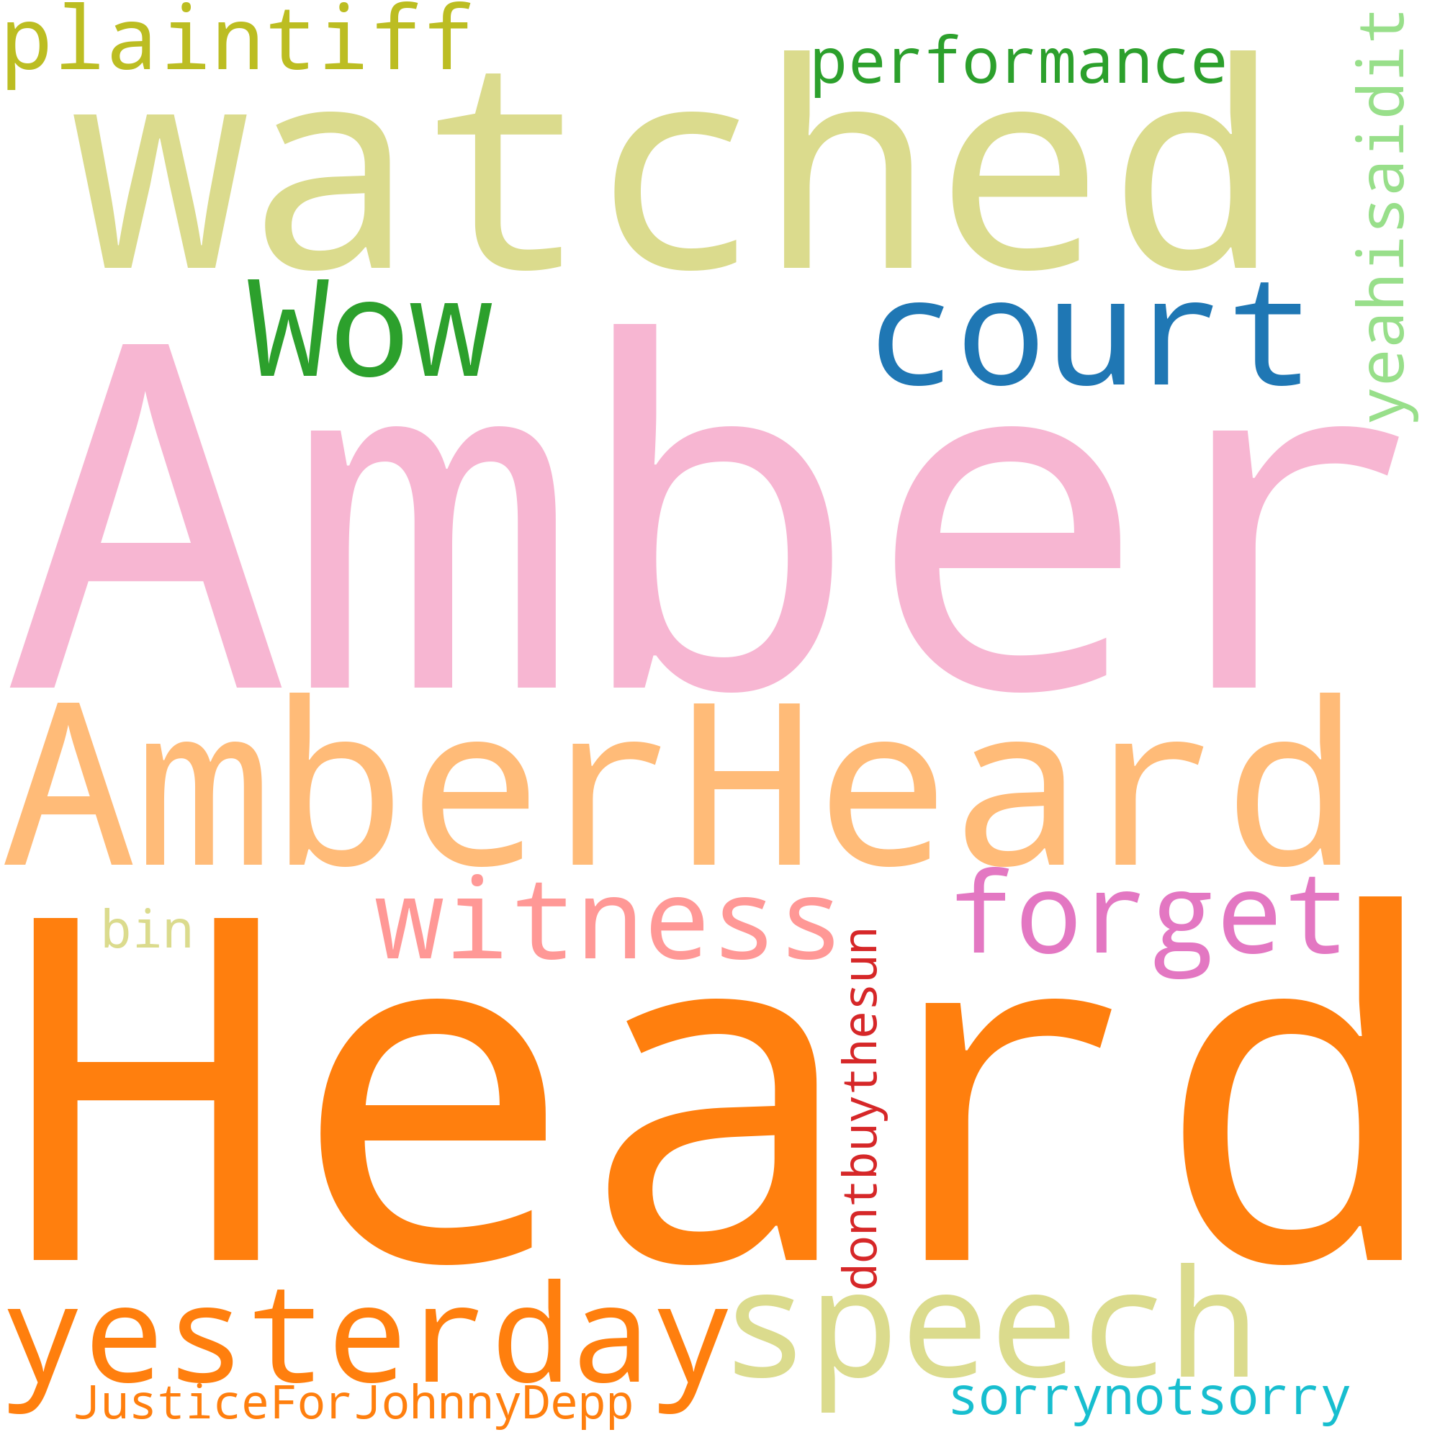 plaintiff
performance
yeahisaidit
watched
Wow
court
Amber
AmberHeard
witness
forget
bin
dontbuythesun
Heard
yesterday
speech
JusticeForJohnnyDepp
sorrynotsorry